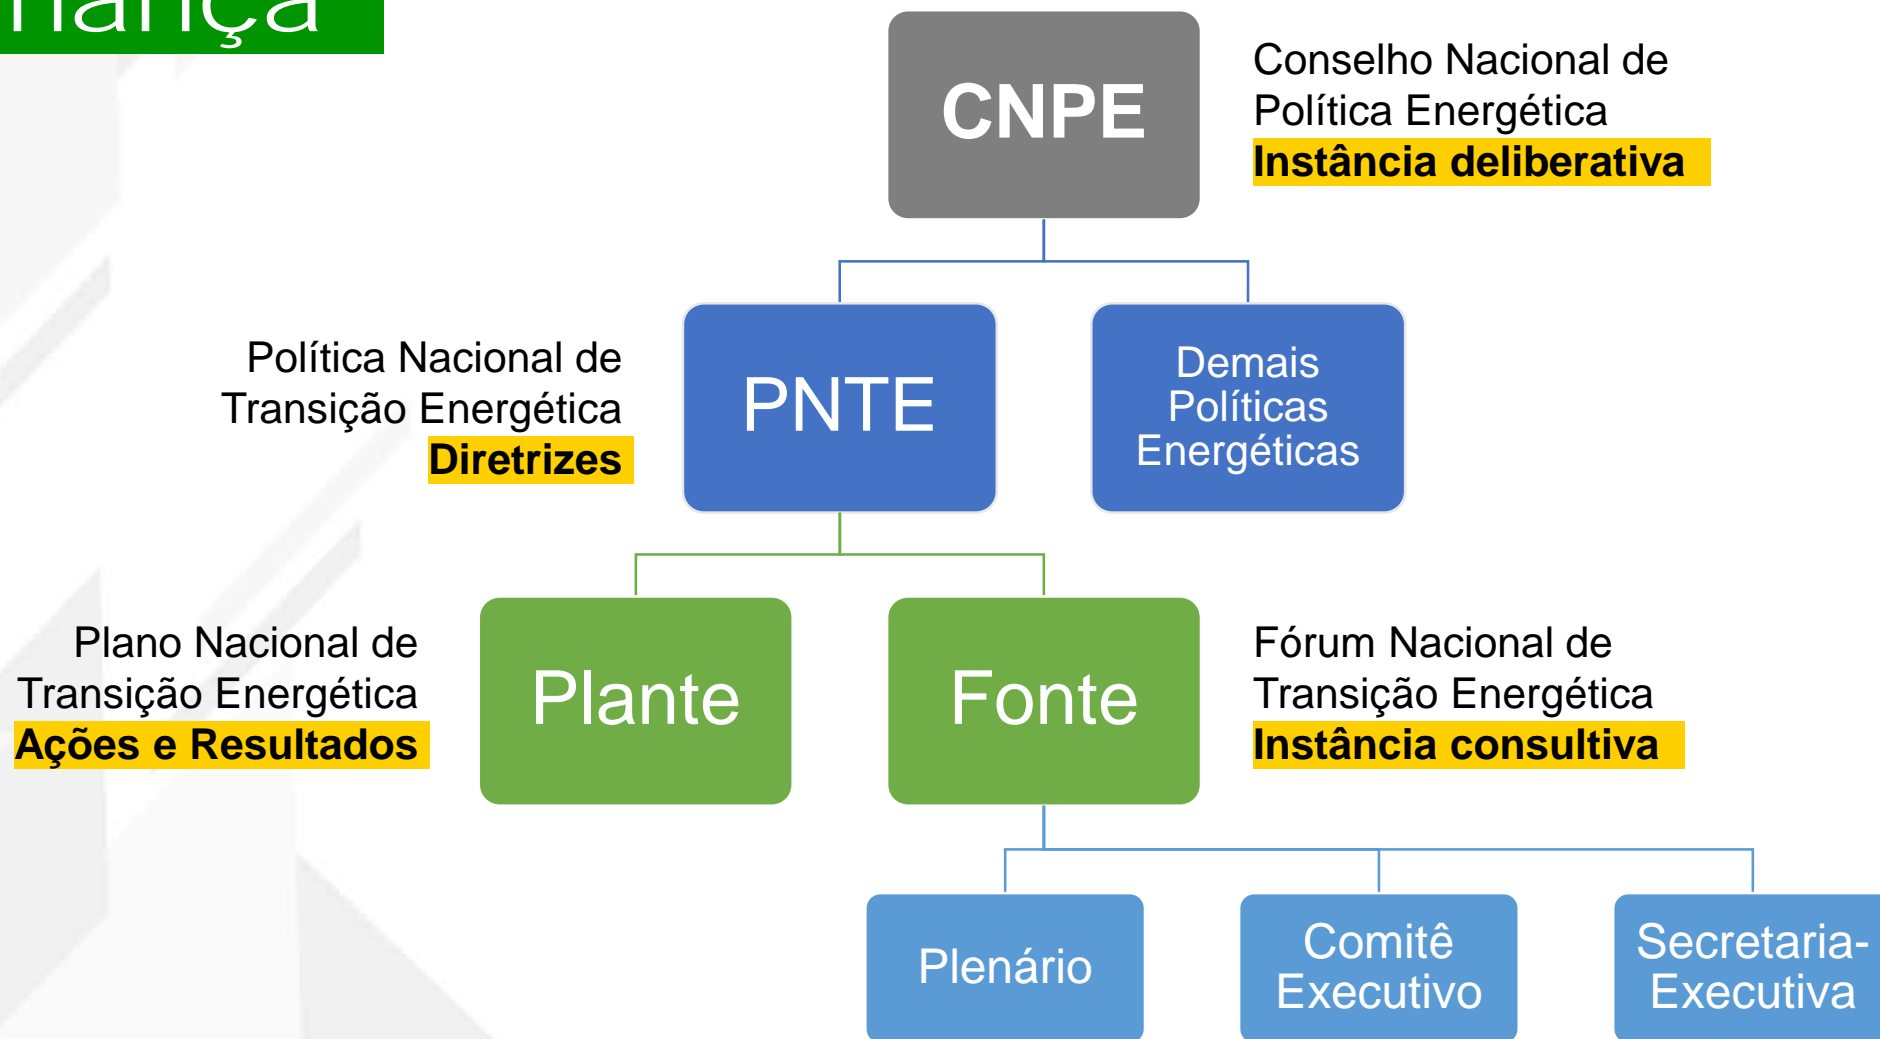 nança
CNPE
Conselho Nacional de
Política Energética
Instância deliberativa
Política Nacional de
Transição Energética
Diretrizes
PNTE
Demais
Políticas
Energéticas
Plano Nacional de
Transição Energética
Ações e Resultados
Plante
Fonte
Fórum Nacional de
Transição Energética
Instância consultiva
Plenário
Comitê
Executivo
Secretaria-
Executiva